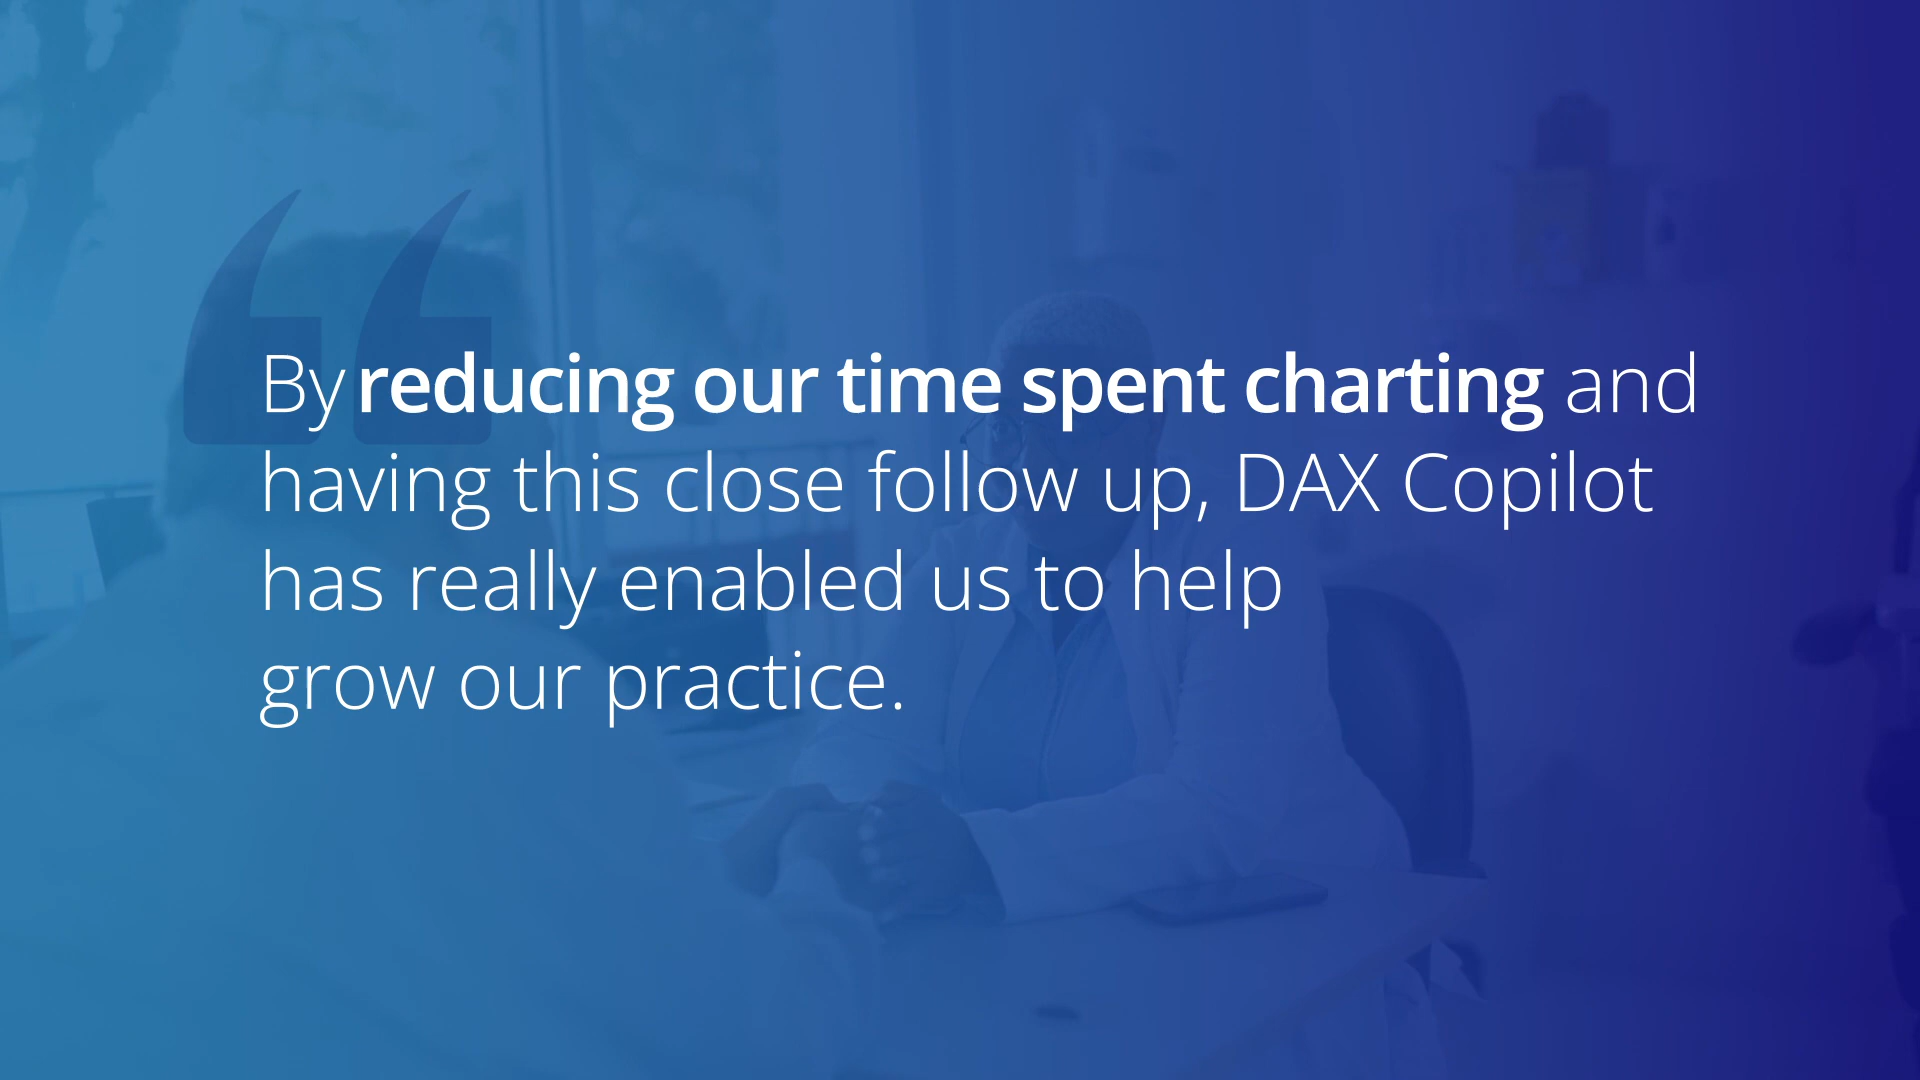 By reducing our time spent charting and
having this close follow up, DAX Copilot
has really enabled us to help
grow our practice.